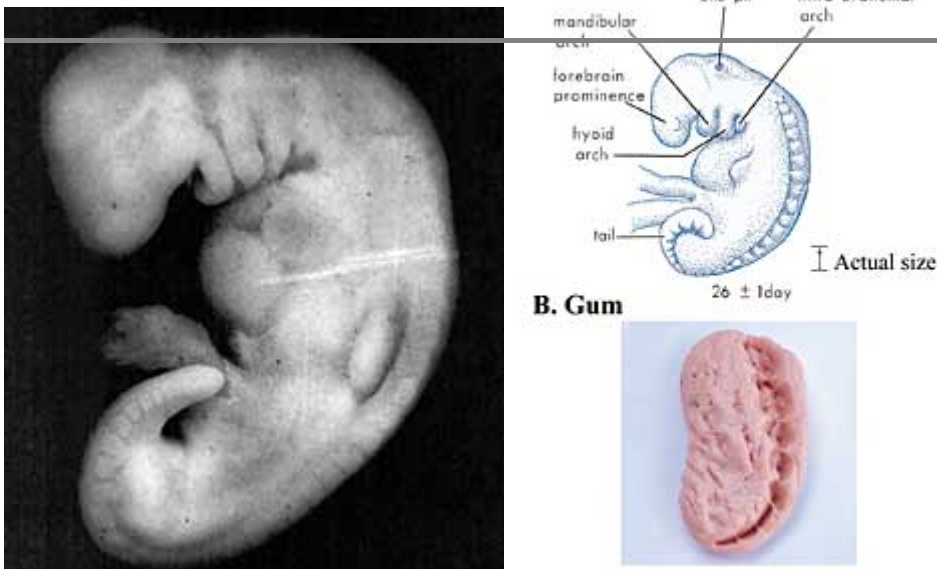 mandibular
arch
arch
forebrain
prominence
hyoid
arch
tail
Actual size
26 ± 1day
B. Gum